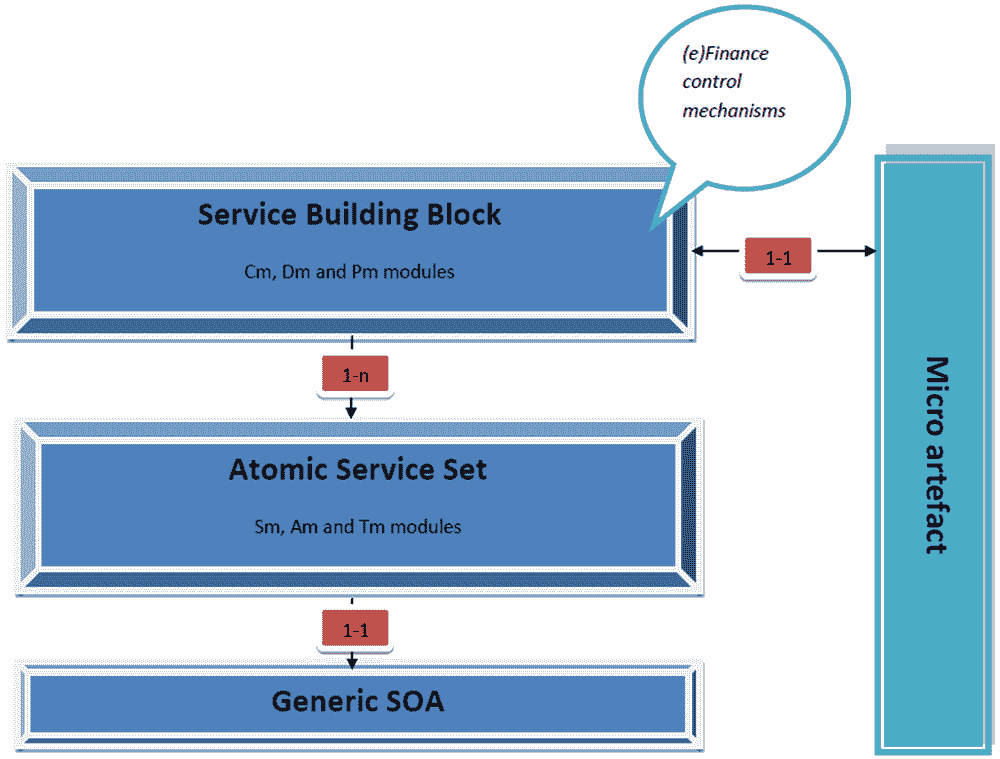 (e)Finance
control
mechanisms
Service Building Block
Cm, Dm and Pm modules
1-1
1-n
Micro artefact
Atomic Service Set
Sm, Am and Tm modules
1-1
Generic SOA